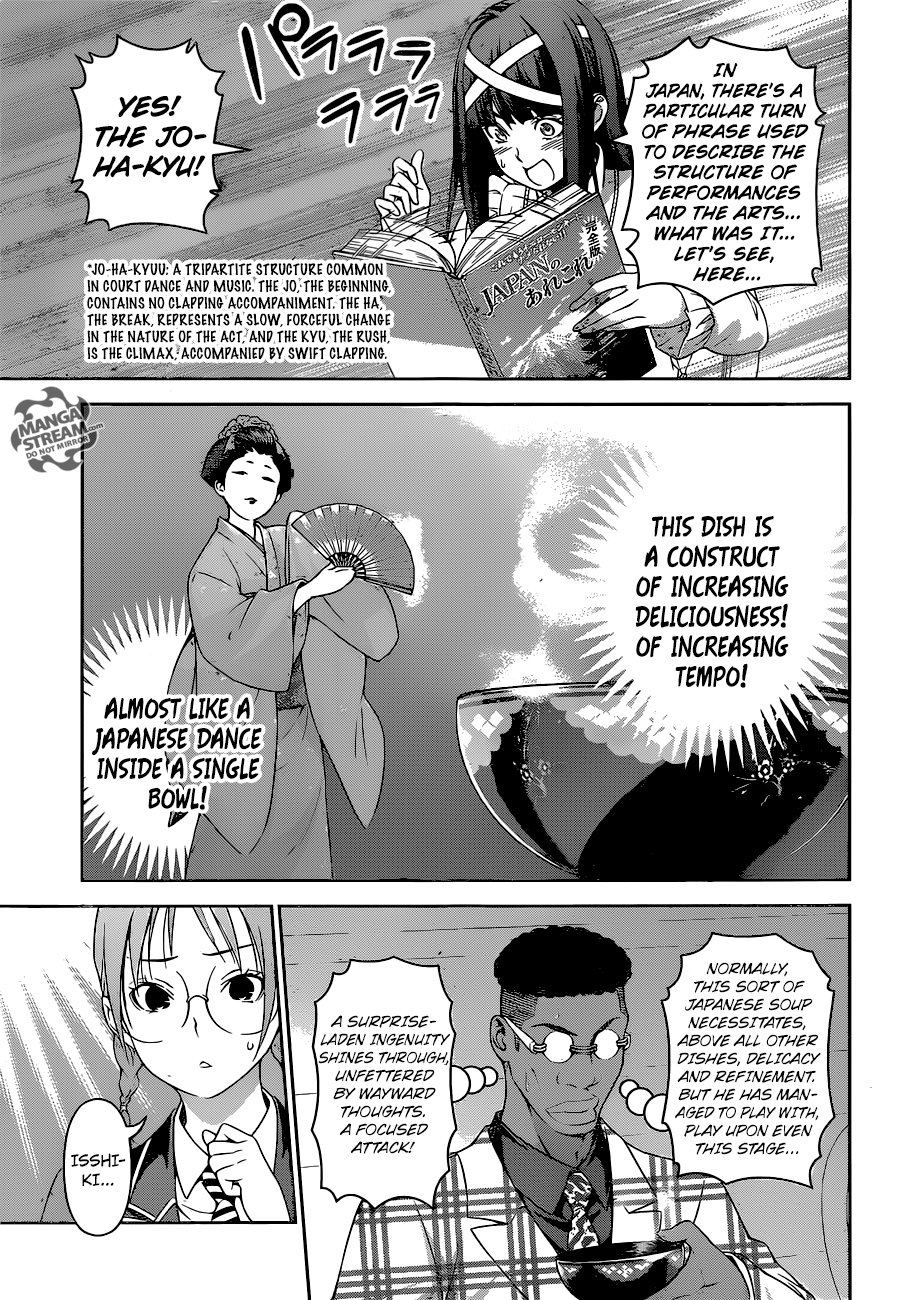 IN
JAPAN, THERE'S A
PARTICULAR TURN
OF PHRASE USED
TO DESCRIBE THE
STRUCTURE OF
PERFORMANCES
AND THE ARTS...
WHAT WAS IT...
LET'S SEE,
HERE...
パラララ
ラララ
完全版
JAPANの
あれこれ
YES!
THE JO-
HA-KYU!
*JO-HA-KYUU: A TRIPARTITE STRUCTURE COMMON
IN COURT DANCE AND MUSIC. THE JO, THE BEGINNING,
CONTAINS NO CLAPPING ACCOMPANIMENT. THE HA,
THE BREAK, REPRESENTS A SLOW, FORCEFUL CHANGE
IN THE NATURE OF THE ACT, AND THE KYU, THE RUSH,
IS THE CLIMAX, ACCOMPANIED BY SWIFT CLAPPING.
MANGA
STREAM.com
DO NOT MIRROR
THIS DISH IS
A CONSTRUCT
OF INCREASING
DELICIOUSNESS!
OF INCREASING
TEMPO!
ALMOST LIKE A
JAPANESE DANCE
INSIDE A SINGLE
BOWL!
NORMALLY,
THIS SORT OF
JAPANESE SOUP
NECESSITATES,
ABOVE ALL OTHER
DISHES, DELICACY
AND REFINEMENT.
BUT HE HAS MAN-
AGED TO PLAY WITH,
PLAY UPON EVEN
THIS STAGE...
A SURPRISE-
LADEN INGENUITY
SHINES THROUGH,
UNFETTERED
BY WAYWARD
THOUGHTS.
A FOCUSED
ATTACK!
ISSHI-
KI...